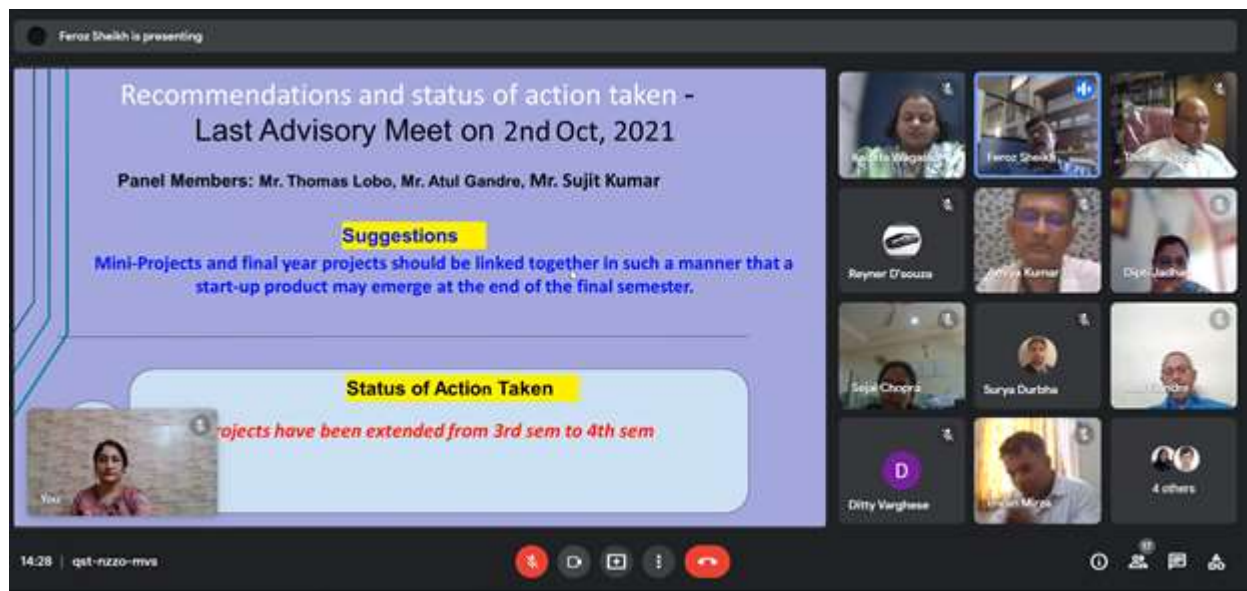 Feroz Sheikh is presenting
Recommendations and status of action taken -
Last Advisory Meet on 2nd Oct, 2021
Panel Members: Mr. Thomas Lobo, Mr. Atul Gandre, Mr. Sujit Kumar
Suggestions
Mini-Projects and final year projects should be linked together in such a manner that a
start-up product may emerge at the end of the final semester.
Status of Action Taken
rojects have been extended from 3rd sem to 4th sem
You
Feroz Sheikh
Reyner D'souza
Kumar
Dipti Jadha
Sejal Chopra
Surya Durbha
D
Ditty Varghese
Mirza
4 others
14:28 | qst-nzzo-mvs
17